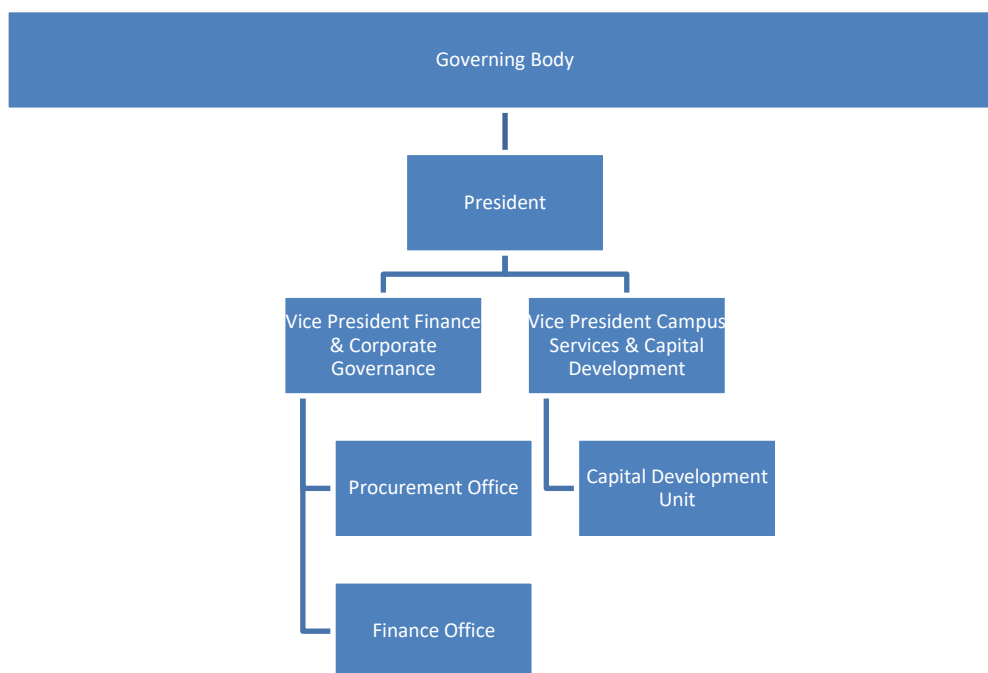 Governing Body
President
Vice President Finance
& Corporate
Governance
Vice President Campus
Services & Capital
Development
Procurement Office
Capital Development
Unit
Finance Office